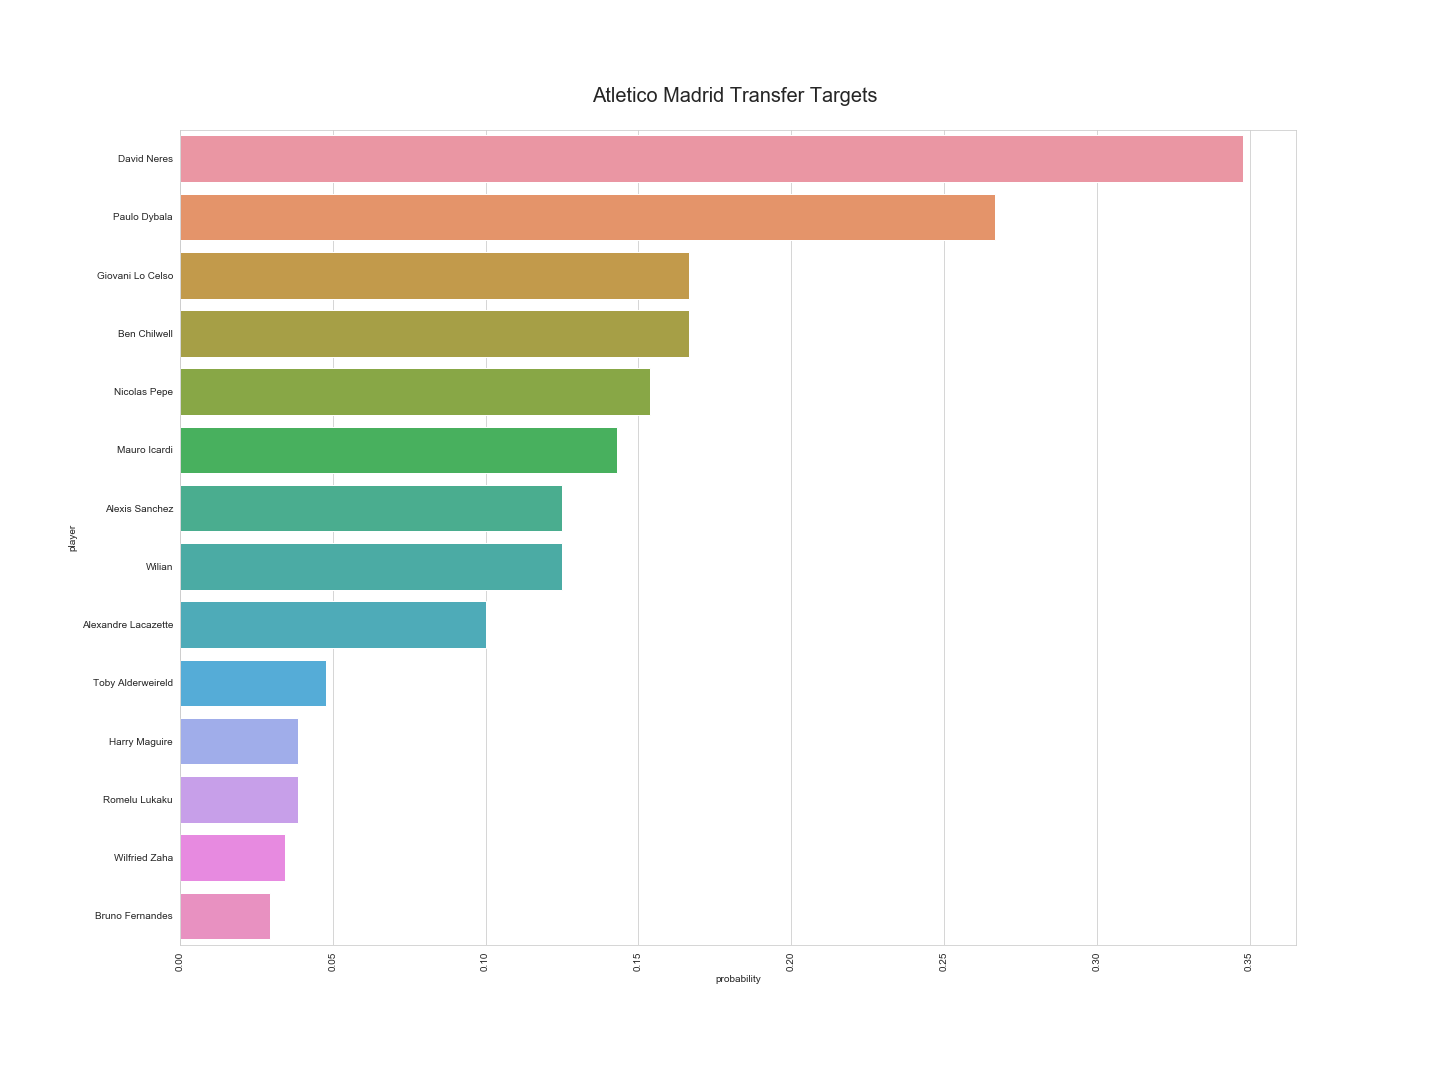 Atletico Madrid Transfer Targets
David Neres
Paulo Dybala
Giovani Lo Celso
Ben Chilwell
Nicolas Pepe
Mauro Icardi
Alexis Sanchez
player
Wilian
Alexandre Lacazette
Toby Alderweireld
Harry Maguire
Romelu Lukaku
Wilfried Zaha
Bruno Fernandes
0.00 0.05 0.10 0.15 0.20 0.25 0.30 0.35
probability